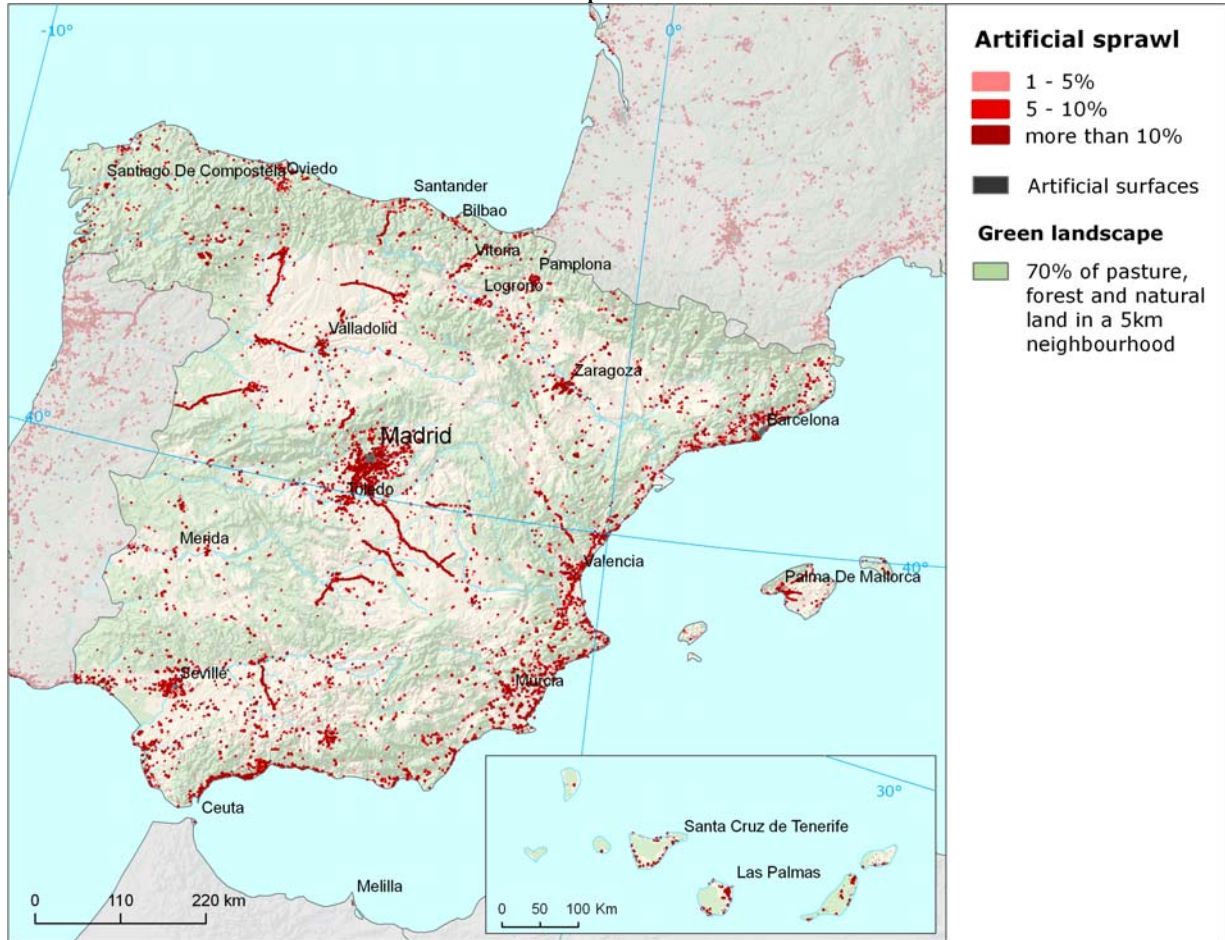 -10°
0°
Santiago De Compostela
Oviedo
Santander
Bilbao
Vitoria
Pamplona
Logrono
Valladolid
Zaragoza
Barcelona
40°
Madrid
Toledo
Merida
Valencia
40°
Palma De Mallorca
Seville
Murcia
Ceuta
Melilla
0 110 220 km
30°
Santa Cruz de Tenerife
Las Palmas
0 50 100 Km
Artificial sprawl
1 - 5%
5 - 10%
more than 10%
Artificial surfaces
Green landscape
70% of pasture,
forest and natural
land in a 5km
neighbourhood